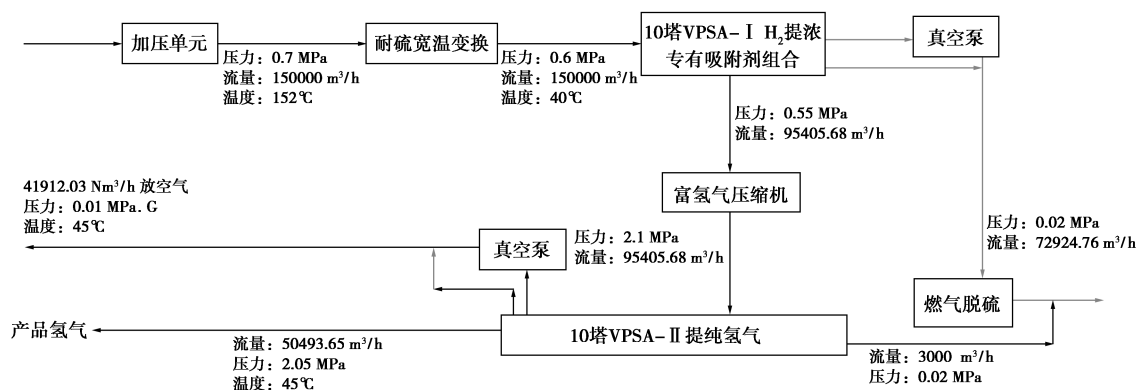 加压单元
压力：0.7 MPa
流量：150000 m³/h
温度：152℃
耐硫宽温变换
压力：0.6 MPa
流量：150000 m³/h
温度：40℃
10塔VPSA-Ⅰ H₂提浓
专有吸附剂组合
真空泵
压力：0.55 MPa
流量：95405.68 m³/h
富氢气压缩机
41912.03 Nm³/h 放空气
压力：0.01 MPa.G
温度：45℃
真空泵
压力：2.1 MPa
流量：95405.68 m³/h
压力：0.02 MPa
流量：72924.76 m³/h
燃气脱硫
产品氢气
10塔VPSA-Ⅱ提纯氢气
流量：50493.65 m³/h
压力：2.05 MPa
温度：45℃
流量：3000 m³/h
压力：0.02 MPa